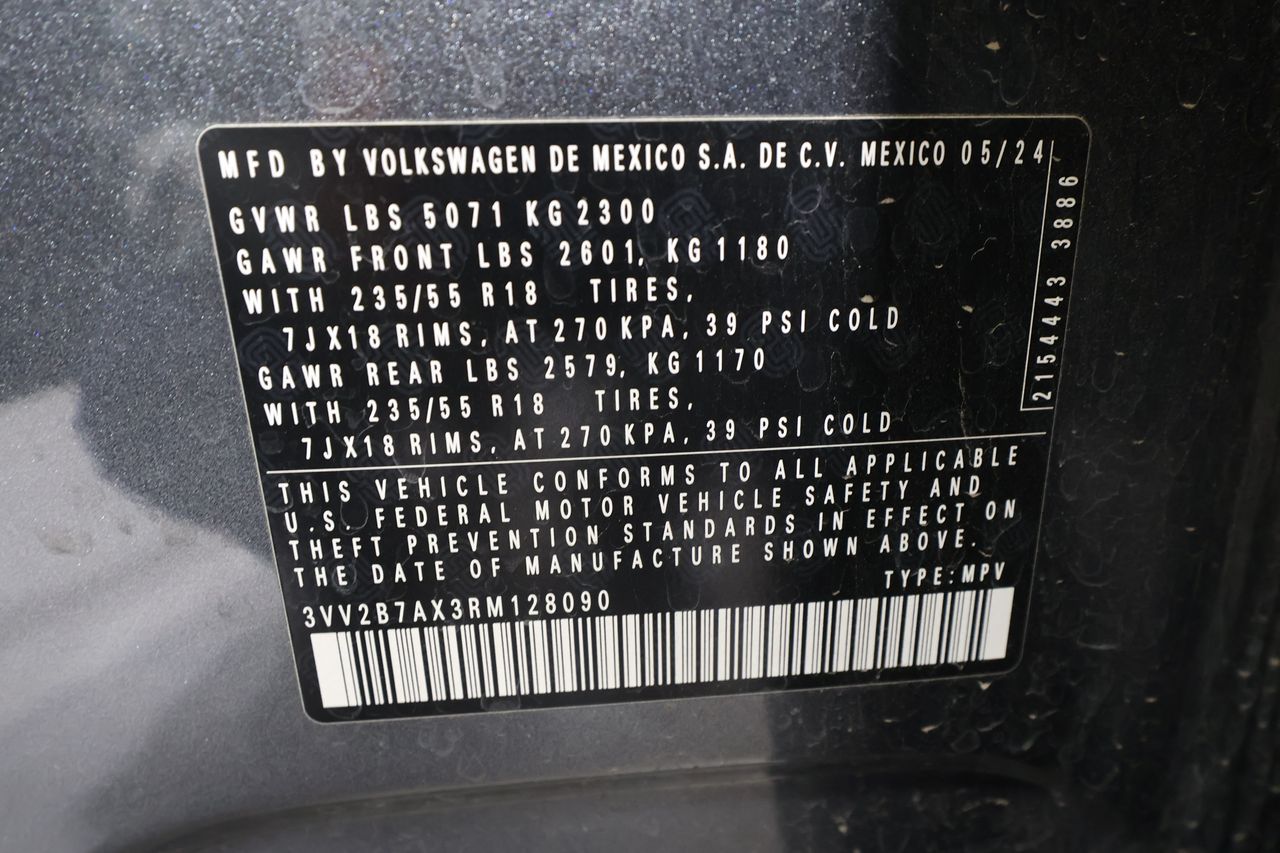 MFD BY VOLKSWAGEN DE MEXICO S.A. DE C.V. MEXICO 05/24
GVWR LBS 5071 KG 2300
GAWR FRONT LBS 2601, KG 1180
WITH 235/55 R18 TIRES,
7JX18 RIMS, AT 270 KPA, 39 PSI COLD
GAWR REAR LBS 2579, KG 1170
WITH 235/55 R18 TIRES,
7JX18 RIMS, AT 270 KPA, 39 PSI COLD
2154443 3886
THIS VEHICLE CONFORMS TO ALL APPLICABLE
U.S. FEDERAL MOTOR VEHICLE SAFETY AND
THEFT PREVENTION STANDARDS IN EFFECT ON
THE DATE OF MANUFACTURE SHOWN ABOVE.
TYPE:MPV
3VV2B7AX3RM128090